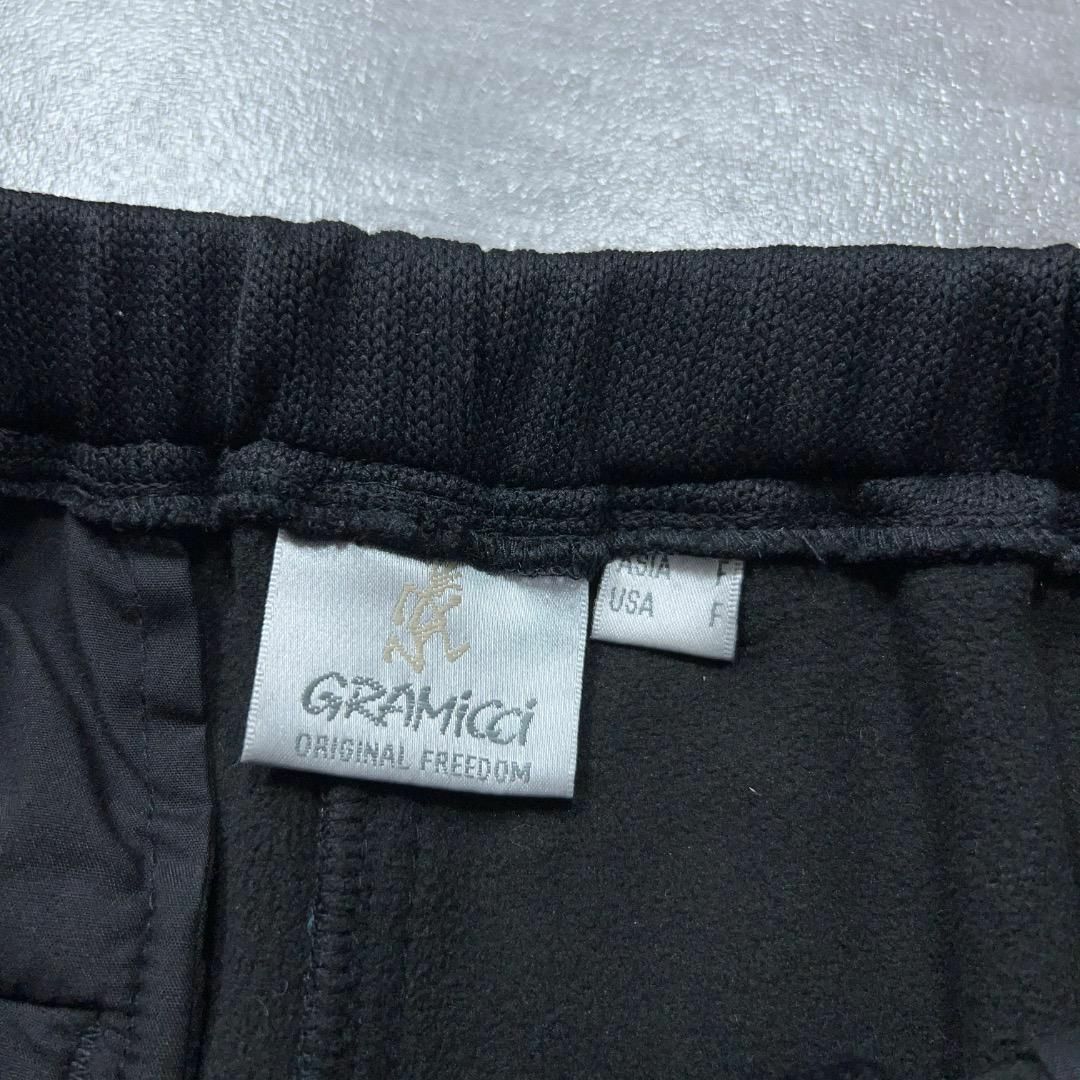 GRAMiCCi
ORIGINAL FREEDOM
ASIA F
USA F